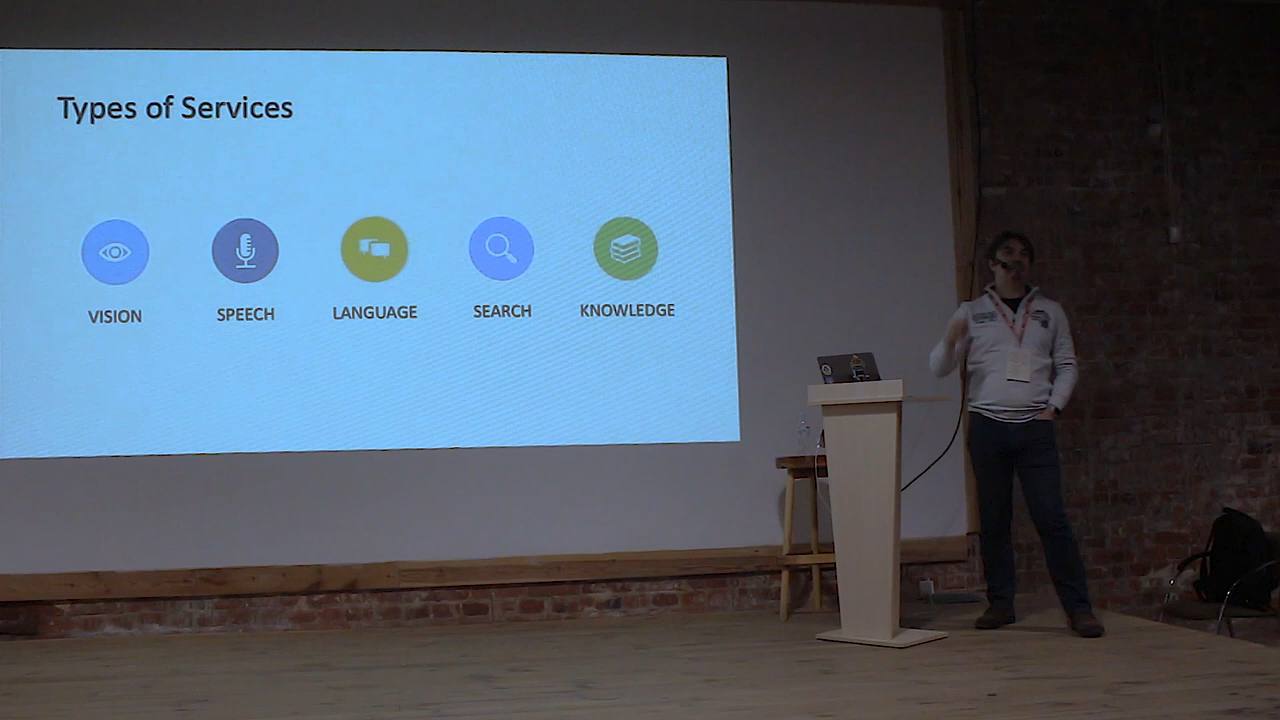 Types of Services
VISION
SPEECH
LANGUAGE
SEARCH
KNOWLEDGE